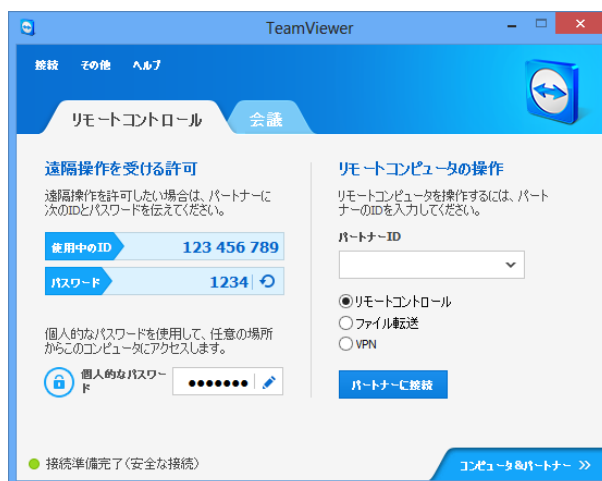 TeamViewer
接続 その他 ヘルプ
リモートコントロール 会議
遠隔操作を受ける許可
遠隔操作を許可したい場合は、パートナーに
次のIDとパスワードを伝えてください。
使用中のID 123 456 789
パスワード 1234
個人的なパスワードを使用して、任意の場所
からこのコンピュータにアクセスします。
個人的なパスワー
ド
リモートコンピュータの操作
リモートコンピュータを操作するには、パート
ナーのIDを入力してください。
パートナーID
リモートコントロール
ファイル転送
VPN
パートナーに接続
接続準備完了(安全な接続)
コンピュータ&パートナー >>